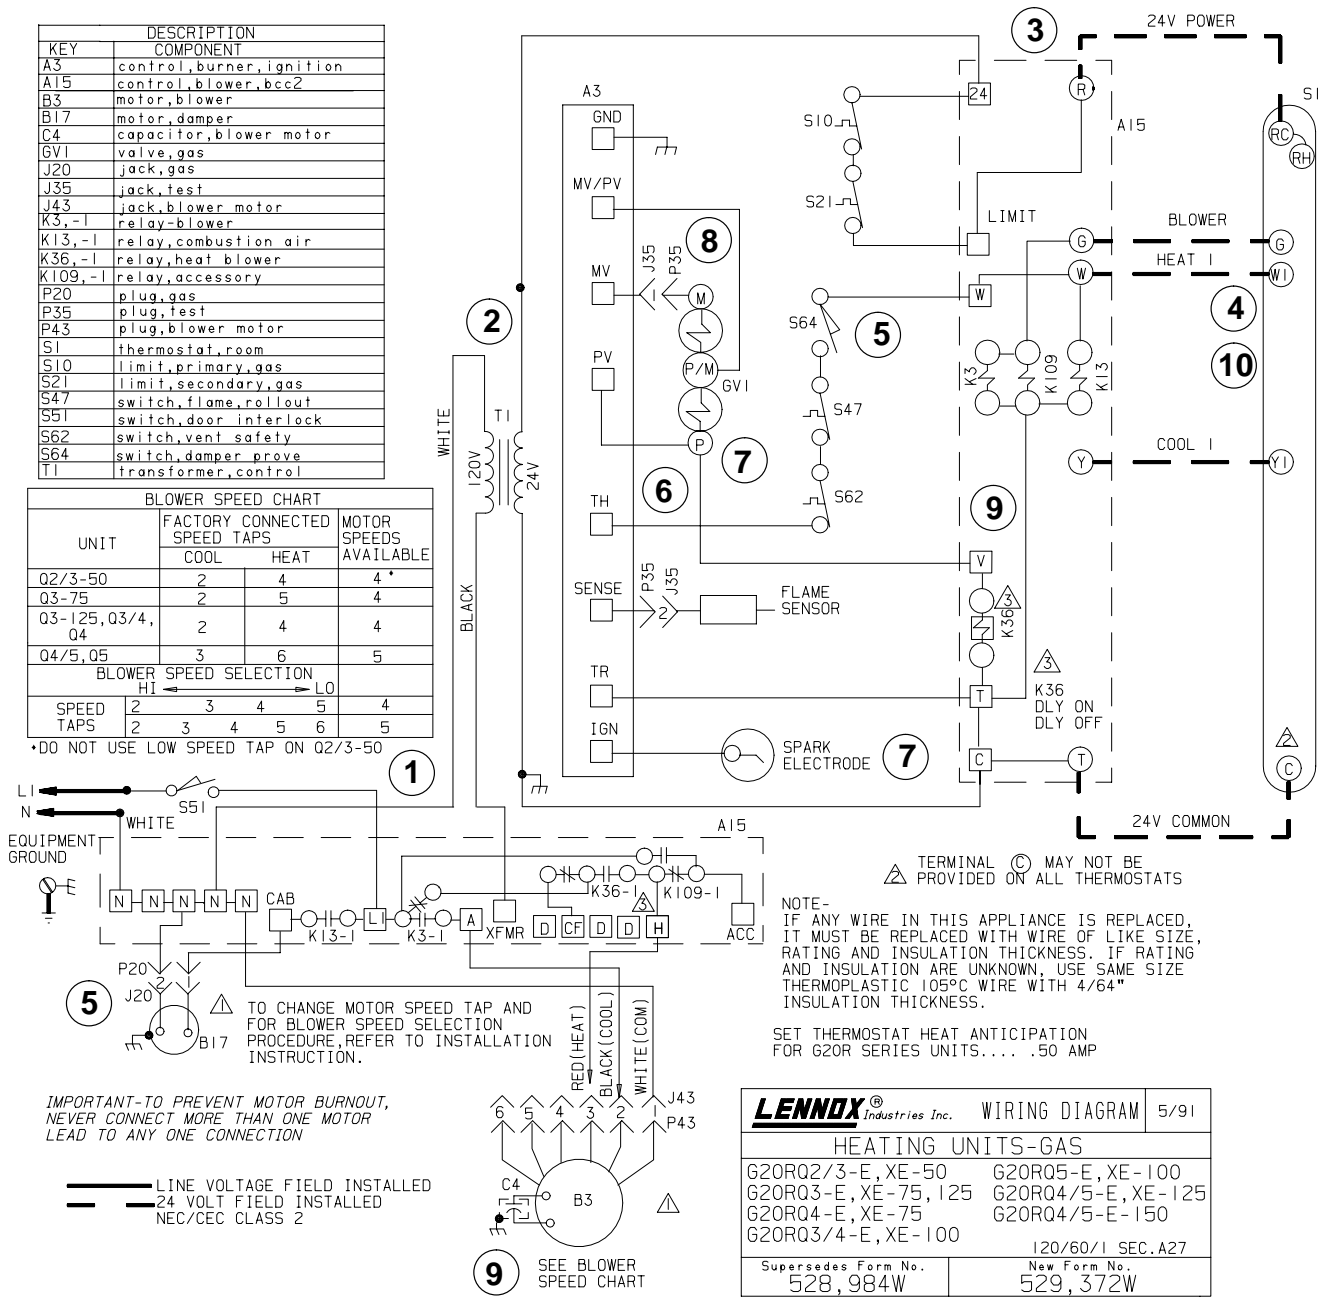 DESCRIPTION
KEY COMPONENT
A3 control,burner,ignition
A15 control,blower,bcc2
B3 motor,blower
B17 motor,damper
C4 capacitor,blower motor
GV1 valve,gas
J20 jack,gas
J35 jack,test
J43 jack,blower motor
K3,-1 relay-blower
K13,-1 relay,combustion air
K36,-1 relay,heat blower
K109,-1 relay,accessory
P20 plug,gas
P35 plug,test
P43 plug,blower motor
S1 thermostat,room
S10 limit,primary,gas
S21 limit,secondary,gas
S47 switch,flame,rollout
S51 switch,door interlock
S62 switch,vent safety
S64 switch,damper prove
T1 transformer,control
BLOWER SPEED CHART
UNIT
FACTORY CONNECTED SPEED TAPS
MOTOR SPEEDS AVAILABLE
COOL HEAT
Q2/3-50 2 4 4 *
Q3-75 2 5 4
Q3-125,Q3/4, Q4 2 4 4
Q4/5,Q5 3 6 5
BLOWER SPEED SELECTION
HI LO
SPEED TAPS
2 3 4 5 4
2 3 4 5 6 5
*DO NOT USE LOW SPEED TAP ON Q2/3-50
24V POWER
3
24
R
S1
A15
RC
RH
A3
GND
S10
S21
MV/PV
LIMIT
8
BLOWER
G
G
HEAT 1
W
W1
MV
J35
1
P35
M
W
2
S64
5
4
10
PV
P/M
GV1
K3
K109
K13
WHITE
T1
120V
24V
S47
P
7
COOL 1
Y
Y1
6
TH
S62
9
V
BLACK
SENSE
P35
2
J35
FLAME
SENSOR
K36
3
3
TR
T
K36
DLY ON
DLY OFF
IGN
SPARK
ELECTRODE
7
C
T
2
C
24V COMMON
1
L1
S51
N
WHITE
EQUIPMENT
GROUND
A15
N N N N N
CAB
K13-1
L1
K3-1
A
XFMR
K36-1
3
K109-1
D CF D D H
ACC
2
TERMINAL C MAY NOT BE
PROVIDED ON ALL THERMOSTATS
NOTE-
IF ANY WIRE IN THIS APPLIANCE IS REPLACED,
IT MUST BE REPLACED WITH WIRE OF LIKE SIZE,
RATING AND INSULATION THICKNESS. IF RATING
AND INSULATION ARE UNKNOWN, USE SAME SIZE
THERMOPLASTIC 105°C WIRE WITH 4/64"
INSULATION THICKNESS.
SET THERMOSTAT HEAT ANTICIPATION
FOR G20R SERIES UNITS.... .50 AMP
P20
2 1
J20
5
B17
1
TO CHANGE MOTOR SPEED TAP AND
FOR BLOWER SPEED SELECTION
PROCEDURE,REFER TO INSTALLATION
INSTRUCTION.
RED(HEAT)
BLACK(COOL)
WHITE(COM)
IMPORTANT-TO PREVENT MOTOR BURNOUT,
NEVER CONNECT MORE THAN ONE MOTOR
LEAD TO ANY ONE CONNECTION
J43
6 5 4 3 2 1
P43
C4
B3
1
LINE VOLTAGE FIELD INSTALLED
24 VOLT FIELD INSTALLED
NEC/CEC CLASS 2
9
SEE BLOWER
SPEED CHART
LENNOX ® Industries Inc. WIRING DIAGRAM 5/91
HEATING UNITS-GAS
G20RQ2/3-E,XE-50 G20RQ5-E,XE-100
G20RQ3-E,XE-75,125 G20RQ4/5-E,XE-125
G20RQ4-E,XE-75 G20RQ4/5-E-150
G20RQ3/4-E,XE-100
120/60/1 SEC.A27
Supersedes Form No. New Form No.
528,984W 529,372W